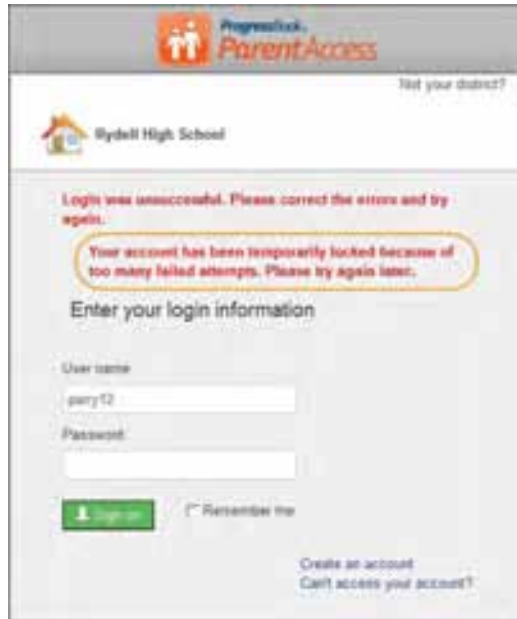 ProgressBook
ParentAccess
Not your district?
Rydell High School
Login was unsuccessful. Please correct the errors and try
again.
Your account has been temporarily locked because of
too many failed attempts. Please try again later.
Enter your login information
User name
parry12
Password
Sign in
Remember me
Create an account
Can't access your account?